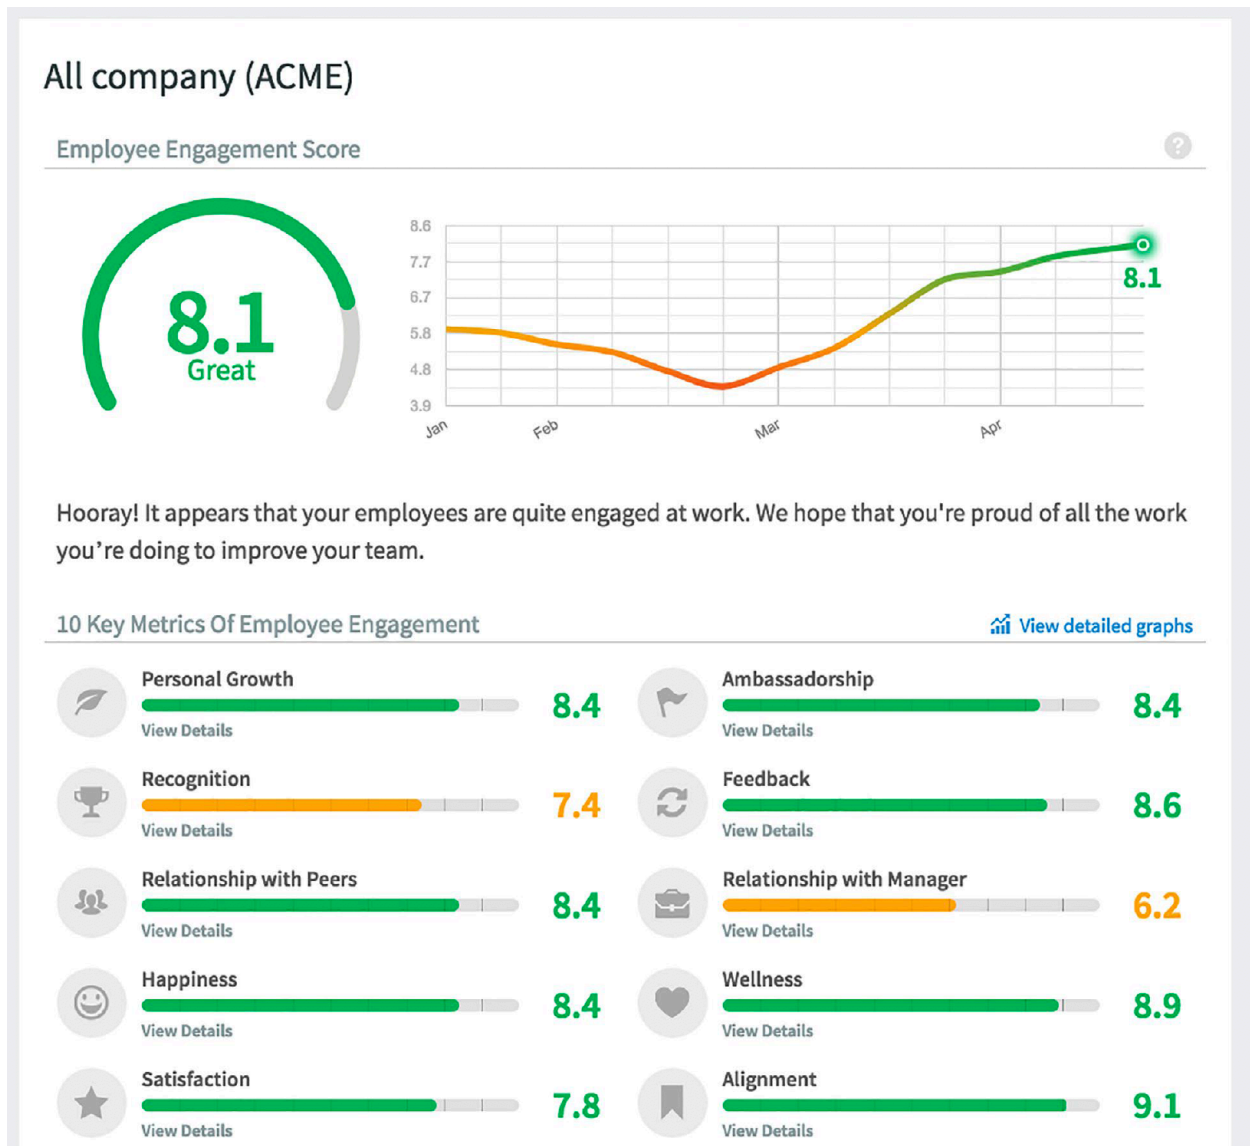 All company (ACME)
Employee Engagement Score
?
8.1
Great
8.6
7.7
6.7
5.8
4.8
3.9
Jan
Feb
Mar
Apr
8.1
Hooray! It appears that your employees are quite engaged at work. We hope that you're proud of all the work
you’re doing to improve your team.
10 Key Metrics Of Employee Engagement
View detailed graphs
Personal Growth
8.4
View Details
Ambassadorship
8.4
View Details
Recognition
7.4
View Details
Feedback
8.6
View Details
Relationship with Peers
8.4
View Details
Relationship with Manager
6.2
View Details
Happiness
8.4
View Details
Wellness
8.9
View Details
Satisfaction
7.8
View Details
Alignment
9.1
View Details